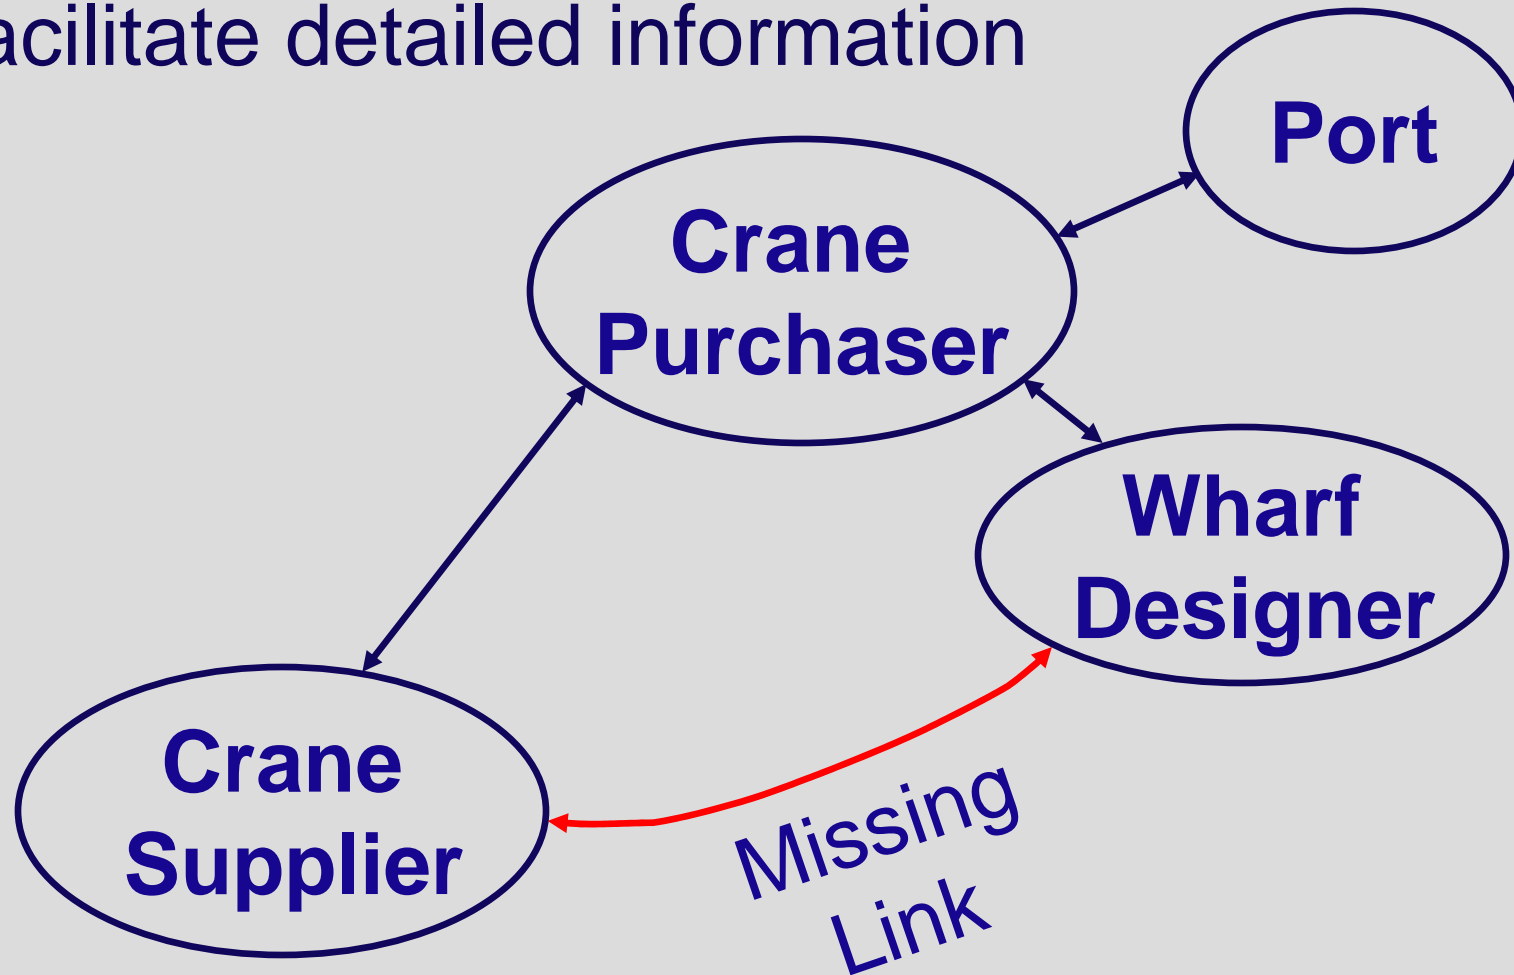 acilitate detailed information
Port
Crane
Purchaser
Wharf
Designer
Crane
Supplier
Missing
Link